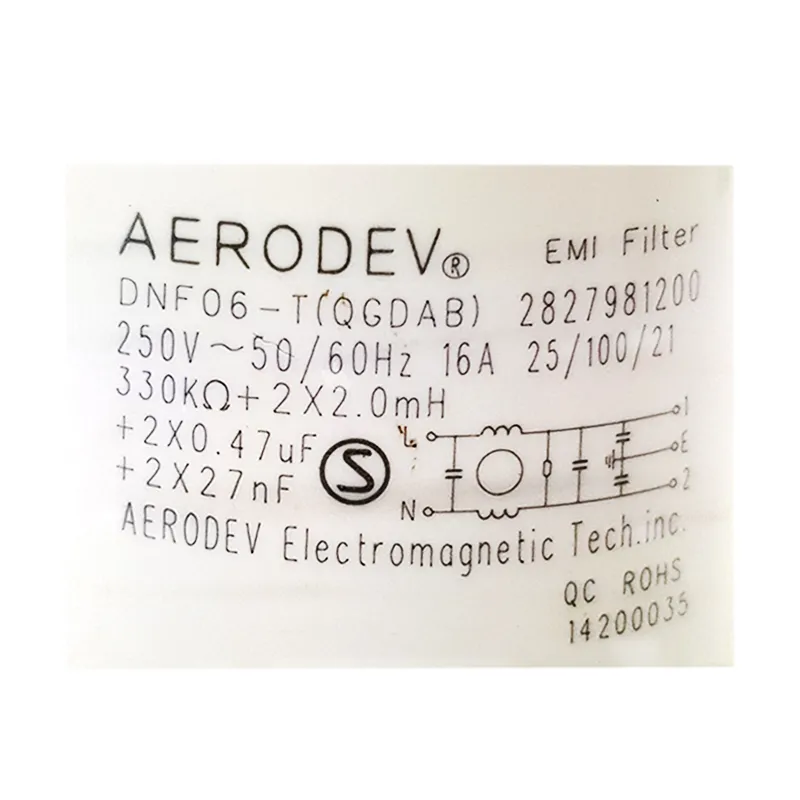 AERODEV® EMI Filter
DNF06-T(QGDAB) 2827981200
250V~50/60Hz 16A 25/100/21
330KΩ+2X2.0mH
+2X0.47uF
+2X27nF
S
L
N
1
E
2
AERODEV Electromagnetic Tech.inc.
QC ROHS
14200035